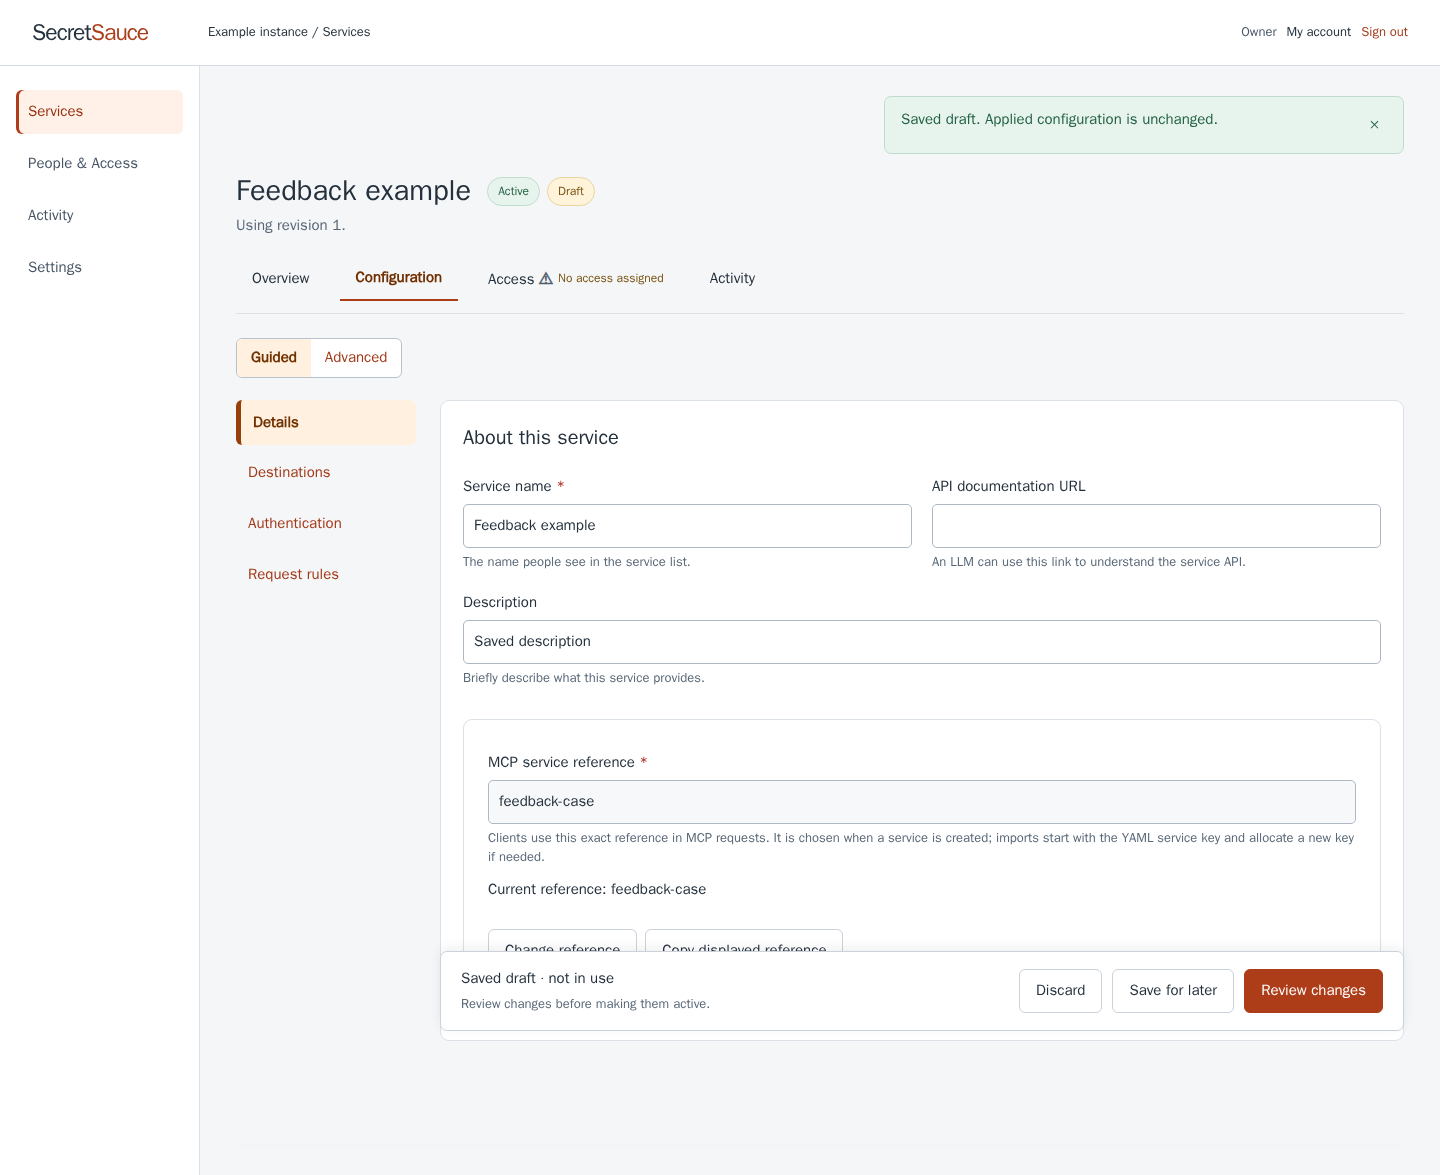 SecretSauce
Example instance / Services
Owner My account Sign out
Services
People & Access
Activity
Settings
Saved draft. Applied configuration is unchanged. ×
Feedback example Active Draft
Using revision 1.
Overview Configuration Access ⚠ No access assigned Activity
Guided Advanced
Details
Destinations
Authentication
Request rules
About this service
Service name *
Feedback example
The name people see in the service list.
API documentation URL
An LLM can use this link to understand the service API.
Description
Saved description
Briefly describe what this service provides.
MCP service reference *
feedback-case
Clients use this exact reference in MCP requests. It is chosen when a service is created; imports start with the YAML service key and allocate a new key
if needed.
Current reference: feedback-case
Change reference Copy displayed reference
Saved draft · not in use
Review changes before making them active.
Discard Save for later Review changes